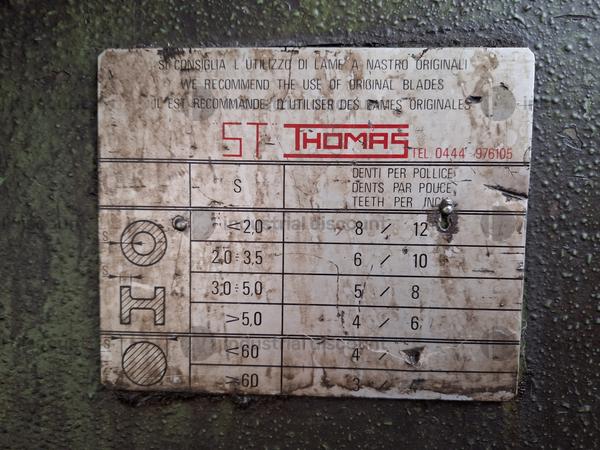 SI CONSIGLIA L'UTILIZZO DI LAME A NASTRO ORIGINALI
WE RECOMMEND THE USE OF ORIGINAL BLADES
IL EST RECOMMANDE D'UTILISER DES LAMES ORIGINALES
ST THOMAS TEL. 0444 976105
S
DENTI PER POLLICE
DENTS PAR POUCE
TEETH PER
<2,0 8 / 12
2,0÷3,5 6 / 10
3,0÷5,0 5 / 8
>5,0 4 / 6
<60 4
>60 3 /
S
S
S
industrial discount